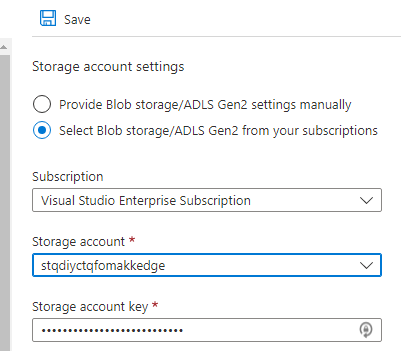 Save
Storage account settings
Provide Blob storage/ADLS Gen2 settings manually
Select Blob storage/ADLS Gen2 from your subscriptions
Subscription
Visual Studio Enterprise Subscription
Storage account *
stqdiyctqfomakkedge
Storage account key *
•••••••••••••••••••••••••••